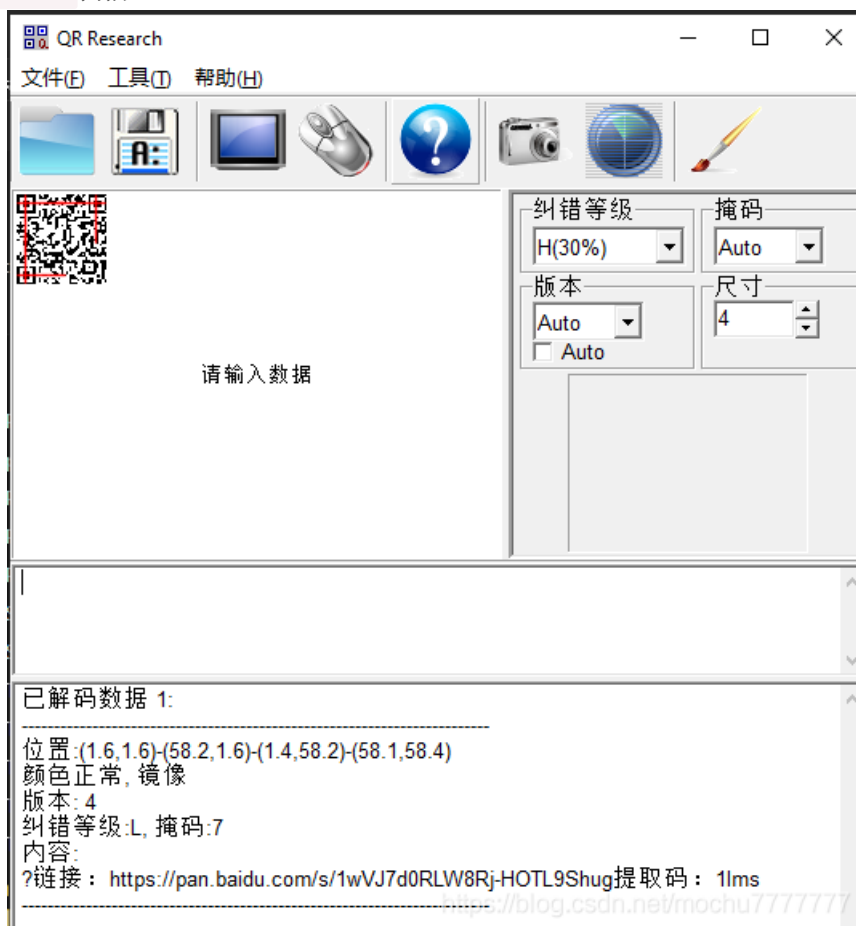 QR Research
文件(F) 工具(T) 帮助(H)
A:
纠错等级
掩码
H(30%)
Auto
版本
尺寸
Auto
4
Auto
请输入数据
已解码数据 1:
位置:(1.6,1.6)-(58.2,1.6)-(1.4,58.2)-(58.1,58.4)
颜色正常, 镜像
版本: 4
纠错等级:L, 掩码:7
内容:
?链接： https://pan.baidu.com/s/1wVJ7d0RLW8Rj-HOTL9Shug提取码： 1lms
https://blog.csdn.net/mochu7777777